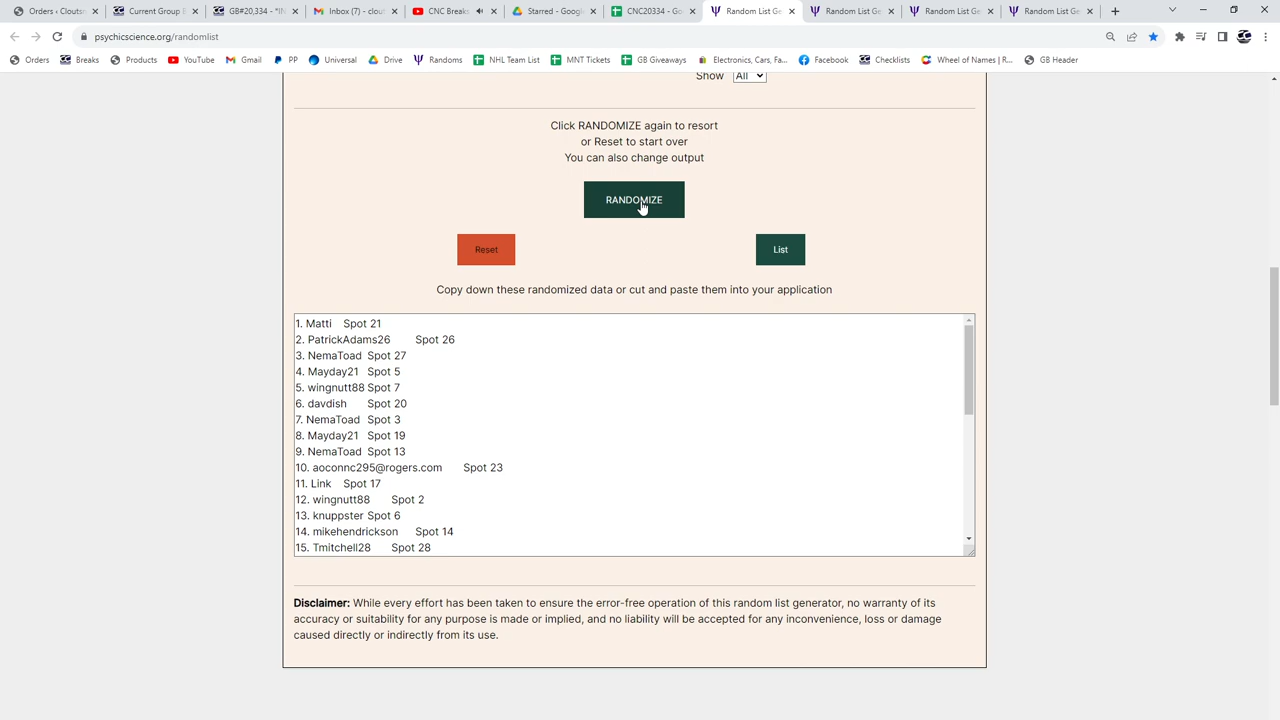 Orders ‹ Cloutsn
Current Group E
GB#20,334 - *IN
Inbox (7) - clout
CNC Breaks
Starred - Google
CNC20334 - Go
Random List Ge
Random List Ge
Random List Ge
Random List Ge
psychicscience.org/randomlist
Orders
Breaks
Products
YouTube
Gmail
PP
Universal
Drive
Randoms
NHL Team List
MNT Tickets
GB Giveaways
Electronics, Cars, Fa...
Facebook
Checklists
Wheel of Names | R...
GB Header
Show All
Click RANDOMIZE again to resort
or Reset to start over
You can also change output
RANDOMIZE
Reset
List
Copy down these randomized data or cut and paste them into your application
1. Matti Spot 21
2. PatrickAdams26 Spot 26
3. NemaToad Spot 27
4. Mayday21 Spot 5
5. wingnutt88 Spot 7
6. davdish Spot 20
7. NemaToad Spot 3
8. Mayday21 Spot 19
9. NemaToad Spot 13
10. aoconnc295@rogers.com Spot 23
11. Link Spot 17
12. wingnutt88 Spot 2
13. knuppster Spot 6
14. mikehendrickson Spot 14
15. Tmitchell28 Spot 28
Disclaimer: While every effort has been taken to ensure the error-free operation of this random list generator, no warranty of its
accuracy or suitability for any purpose is made or implied, and no liability will be accepted for any inconvenience, loss or damage
caused directly or indirectly from its use.